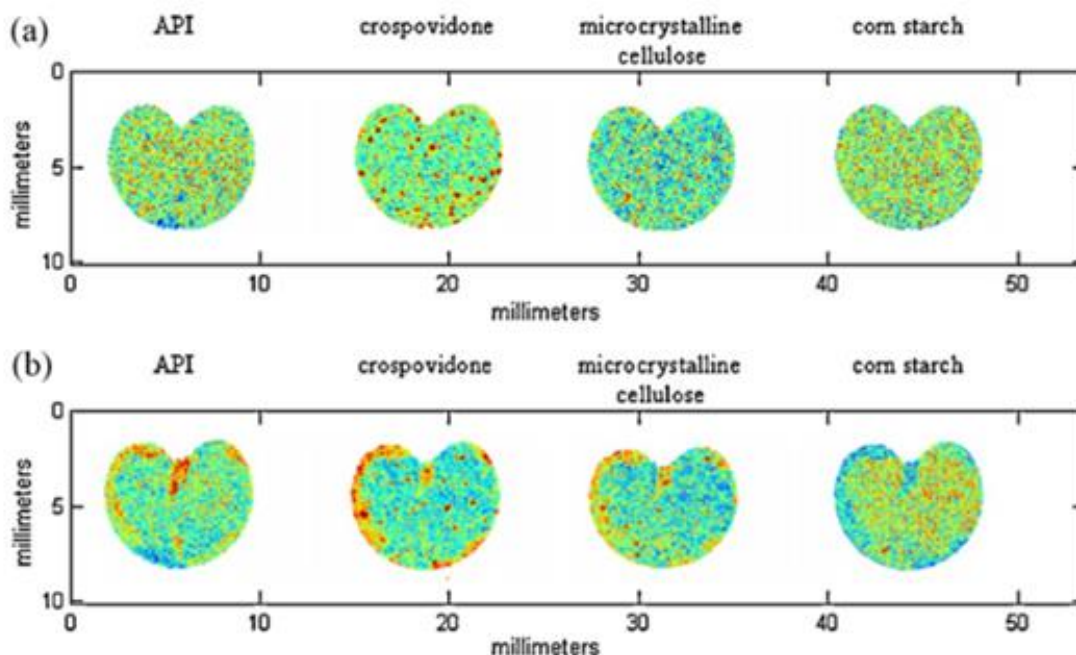 (a)
API crospovidone microcrystalline cellulose corn starch
0
5
10
millimeters
0 10 20 30 40 50
millimeters
(b)
API crospovidone microcrystalline cellulose corn starch
0
5
10
millimeters
0 10 20 30 40 50
millimeters